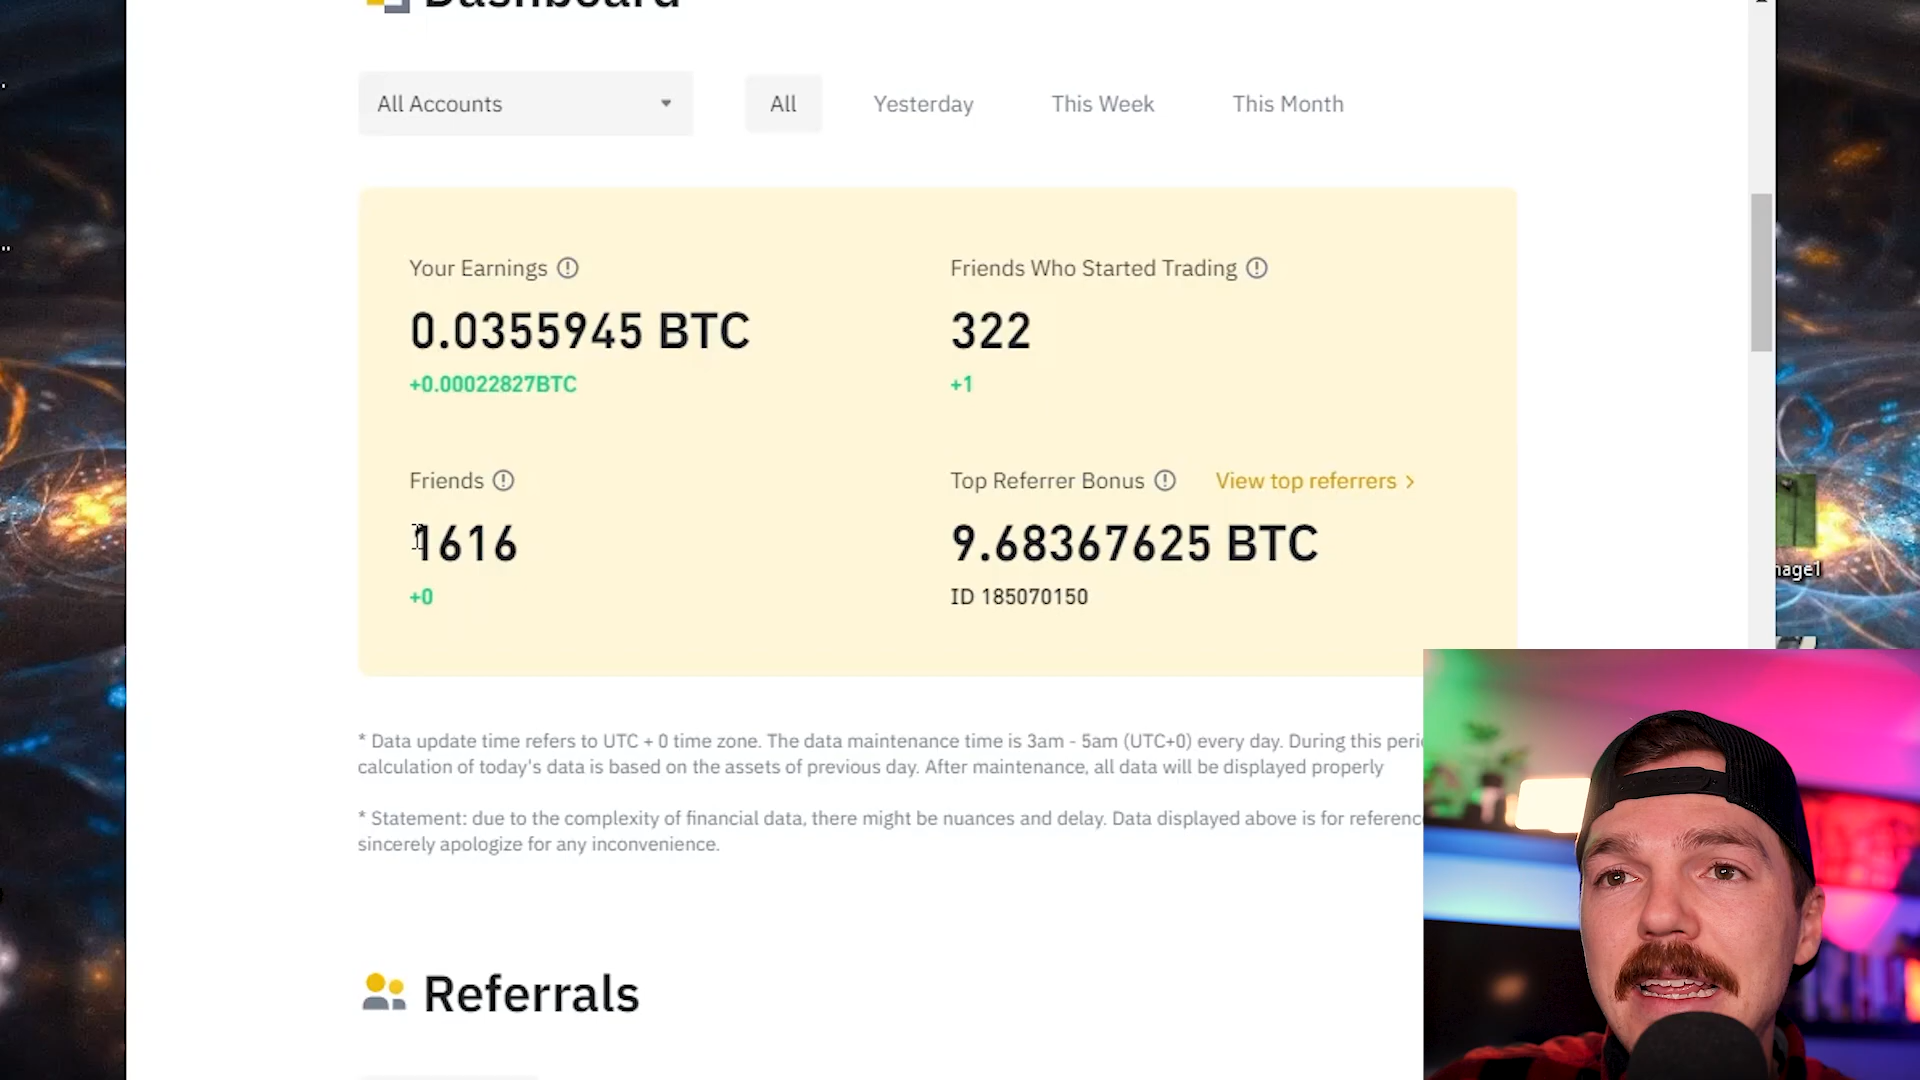 Dashboard
All Accounts
All
Yesterday
This Week
This Month
Your Earnings
Friends Who Started Trading
0.0355945 BTC
322
+0.00022827BTC
+1
Friends
Top Referrer Bonus
View top referrers >
1616
9.68367625 BTC
+0
ID 185070150
* Data update time refers to UTC + 0 time zone. The data maintenance time is 3am - 5am (UTC+0) every day. During this
calculation of today's data is based on the assets of previous day. After maintenance, all data will be displayed properly
* Statement: due to the complexity of financial data, there might be nuances and delay. Data displayed above is for
sincerely apologize for any inconvenience.
Referrals